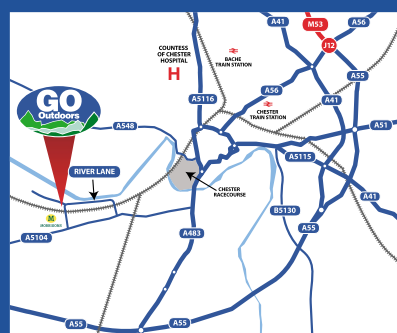 A41
M53
A56
J12
COUNTESS
OF CHESTER
HOSPITAL
H
BACHE
TRAIN STATION
A55
A56
A5116
A41
CHESTER
TRAIN STATION
GO
Outdoors
A548
A51
A5115
RIVER LANE
CHESTER
RACECOURSE
A41
B5130
M
MORRISONS
A55
A5104
A483
A55
A55